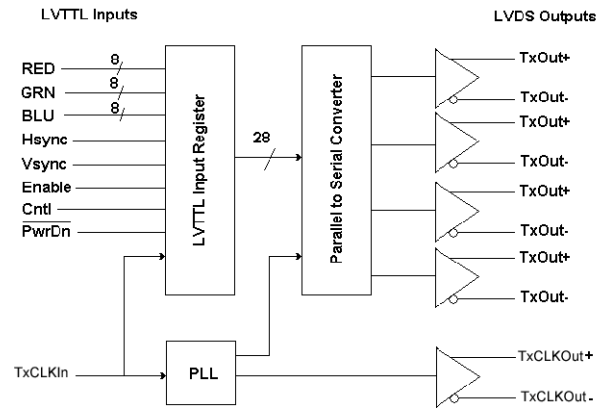 LVTTL Inputs
LVDS Outputs
RED
8
GRN
8
BLU
8
Hsync
Vsync
Enable
Cntl
PwrDn
LVTTL Input Register
28
Parallel to Serial Converter
TxOut+
TxOut-
TxOut+
TxOut-
TxOut+
TxOut-
TxOut+
TxOut-
TxCLKIn
PLL
TxCLKOut+
TxCLKOut-